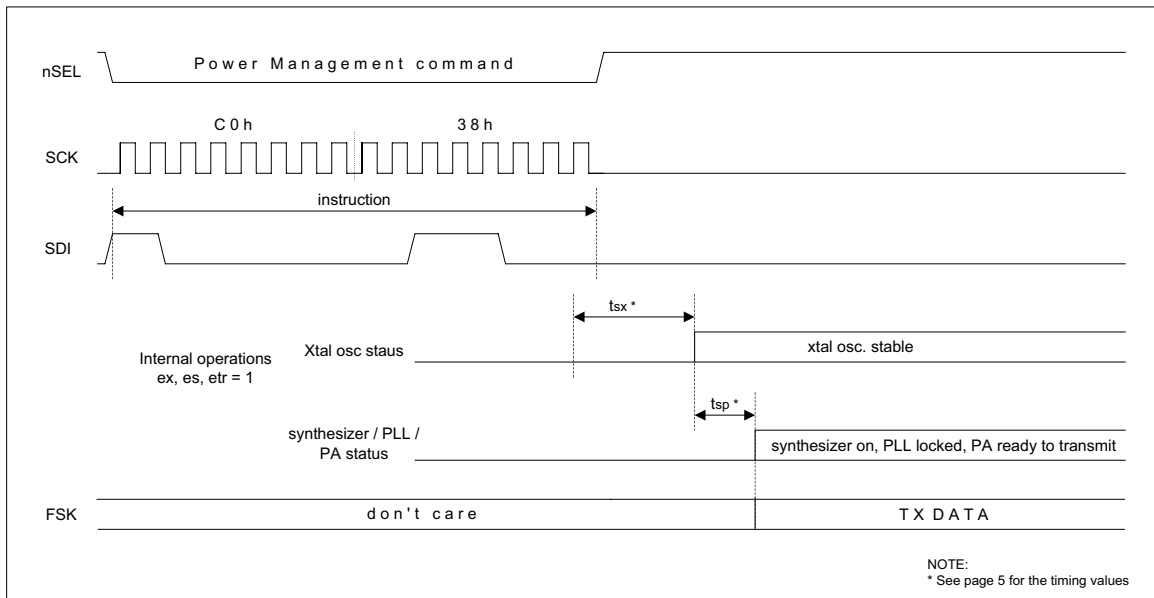 nSEL
Power Management command
C0h
38h
SCK
instruction
SDI
tsx *
Xtal osc staus
xtal osc. stable
Internal operations
ex, es, etr = 1
tsp *
synthesizer / PLL /
PA status
synthesizer on, PLL locked, PA ready to transmit
FSK
don't care
TX DATA
NOTE:
* See page 5 for the timing values